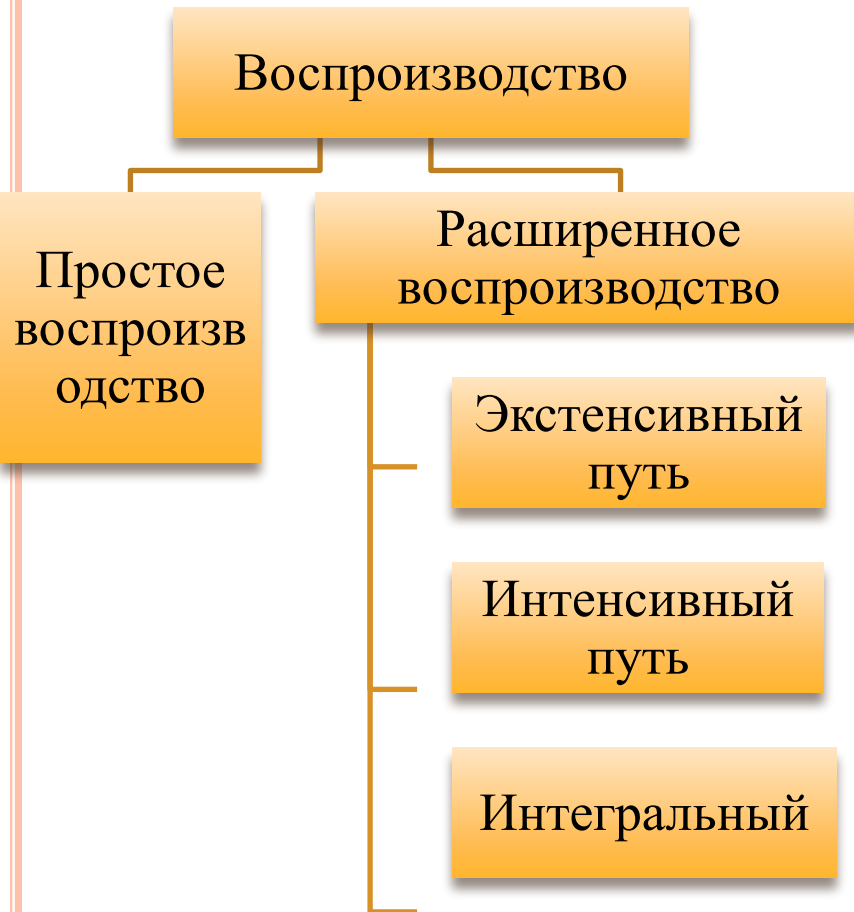 Воспроизводство
Простое
воспроизв
одство
Расширенное
воспроизводство
Экстенсивный
путь
Интенсивный
путь
Интегральный